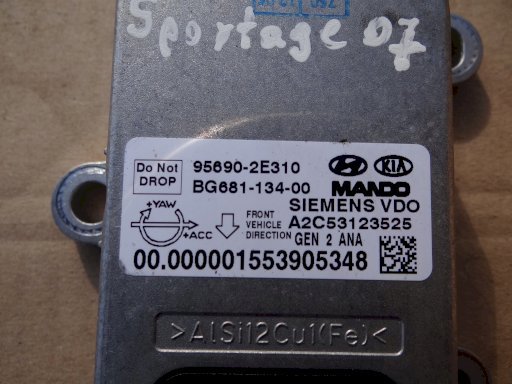 Sportage 07
Do Not DROP
95690-2E310
KIA
BG681-134-00
MANDO
SIEMENS VDO
+YAW
+ACC
FRONT VEHICLE DIRECTION
A2C53123525
GEN 2 ANA
00.000001553905348
>AlSi12Cu1(Fe)<